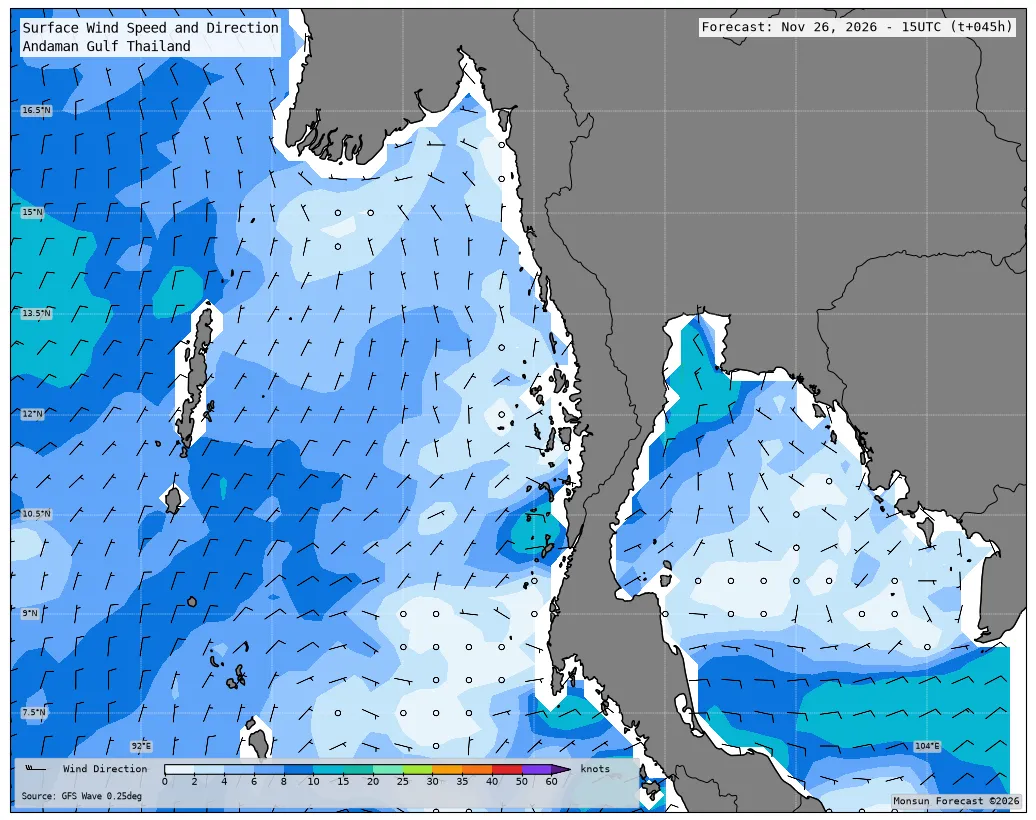 Surface Wind Speed and Direction
Andaman Gulf Thailand
Forecast: Nov 26, 2026 - 15UTC (t+045h)
16.5°N
15°N
13.5°N
12°N
10.5°N
9°N
7.5°N
92°E
104°E
Wind Direction
knots
0 2 4 6 8 10 15 20 25 30 35 40 50 60
Source: GFS Wave 0.25deg
Monsun Forecast ©2026